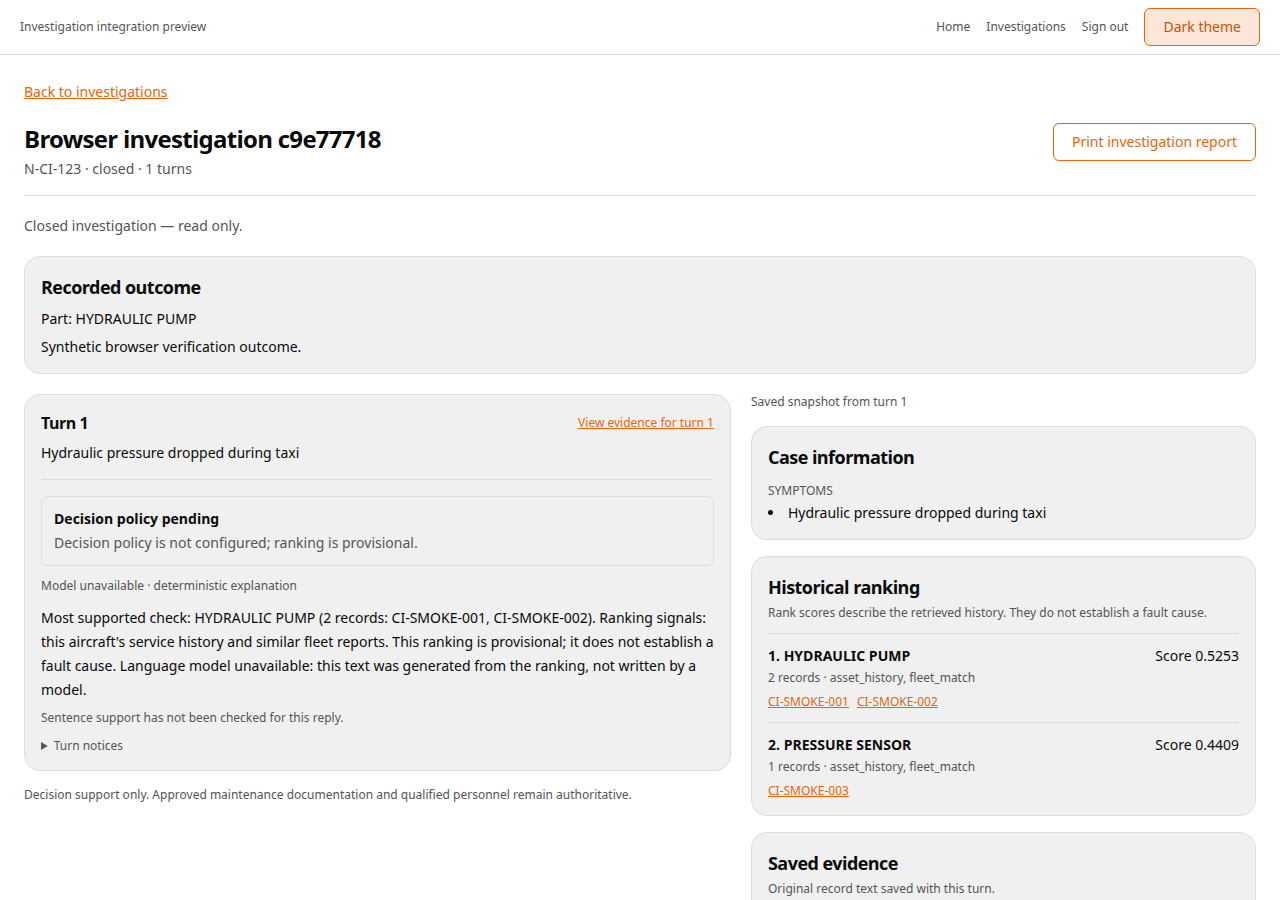 Investigation integration preview
Home Investigations Sign out Dark theme
Back to investigations
Browser investigation c9e77718
Print investigation report
N-CI-123 · closed · 1 turns
Closed investigation — read only.
Recorded outcome
Part: HYDRAULIC PUMP
Synthetic browser verification outcome.
Turn 1
View evidence for turn 1
Hydraulic pressure dropped during taxi
Decision policy pending
Decision policy is not configured; ranking is provisional.
Model unavailable · deterministic explanation
Most supported check: HYDRAULIC PUMP (2 records: CI-SMOKE-001, CI-SMOKE-002). Ranking signals:
this aircraft's service history and similar fleet reports. This ranking is provisional; it does not establish a
fault cause. Language model unavailable: this text was generated from the ranking, not written by a
model.
Sentence support has not been checked for this reply.
Turn notices
Decision support only. Approved maintenance documentation and qualified personnel remain authoritative.
Saved snapshot from turn 1
Case information
SYMPTOMS
• Hydraulic pressure dropped during taxi
Historical ranking
Rank scores describe the retrieved history. They do not establish a fault cause.
1. HYDRAULIC PUMP Score 0.5253
2 records · asset_history, fleet_match
CI-SMOKE-001 CI-SMOKE-002
2. PRESSURE SENSOR Score 0.4409
1 records · asset_history, fleet_match
CI-SMOKE-003
Saved evidence
Original record text saved with this turn.